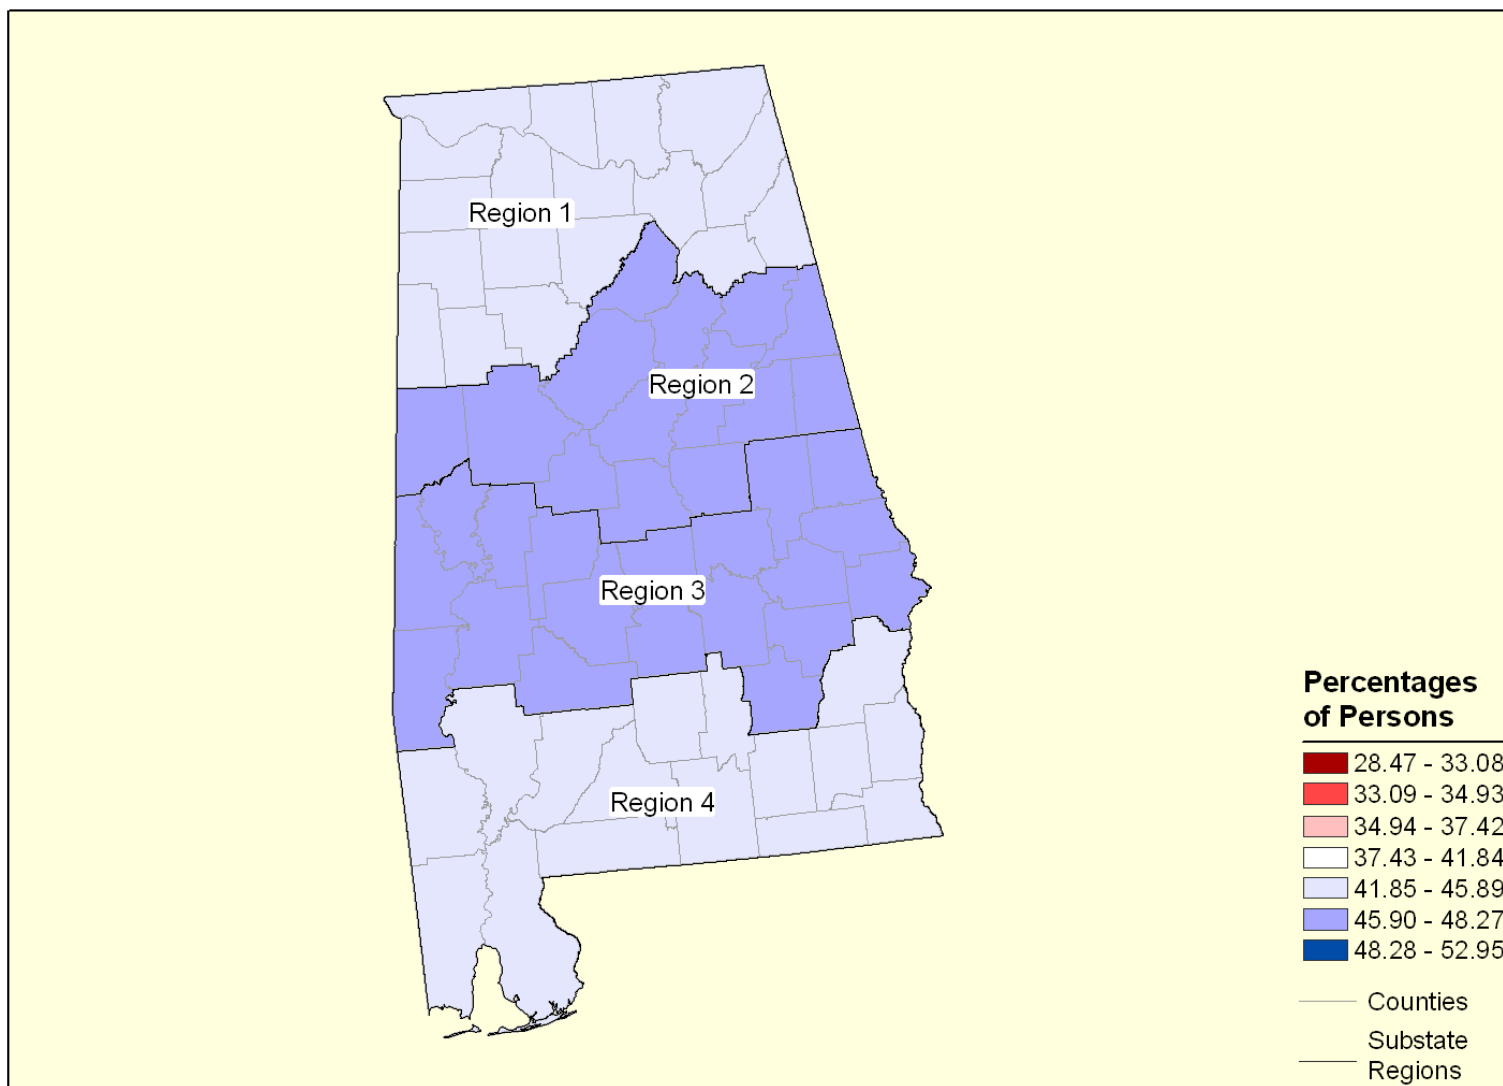 Region 1
Region 2
Region 3
Region 4
Percentages
of Persons
28.47 - 33.08
33.09 - 34.93
34.94 - 37.42
37.43 - 41.84
41.85 - 45.89
45.90 - 48.27
48.28 - 52.95
Counties
Substate
Regions